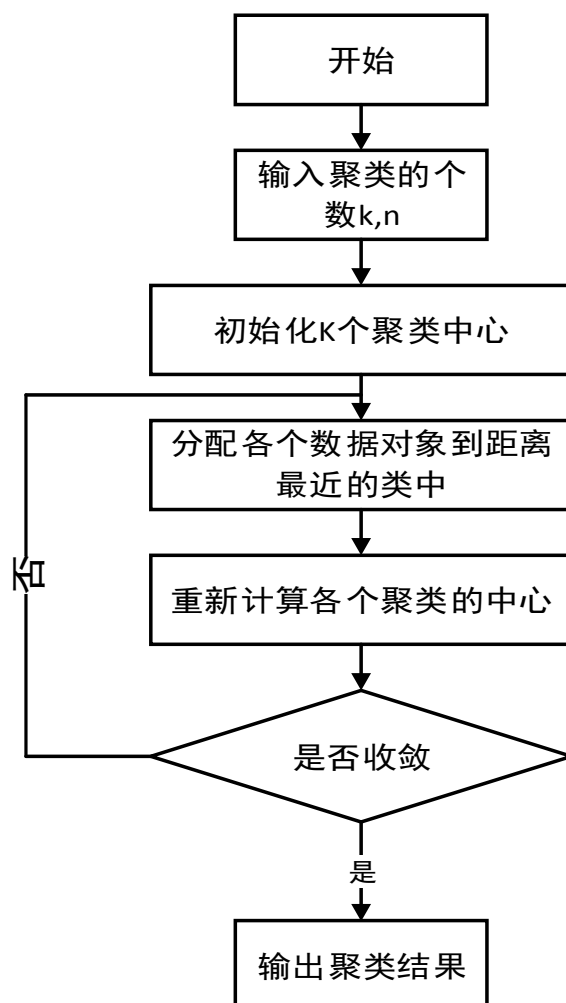 开始
输入聚类的个
数k,n
初始化K个聚类中心
分配各个数据对象到距离
最近的类中
否
重新计算各个聚类的中心
是否收敛
是
输出聚类结果